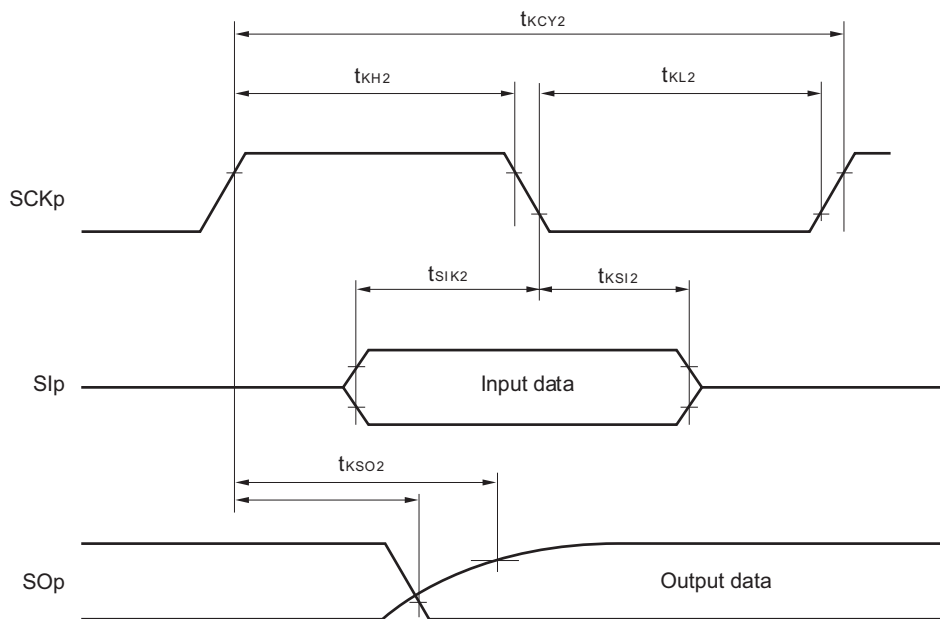 tKCY2
tKH2
tKL2
SCKp
tSIK2
tKSI2
SIp
Input data
tKSO2
SOp
Output data